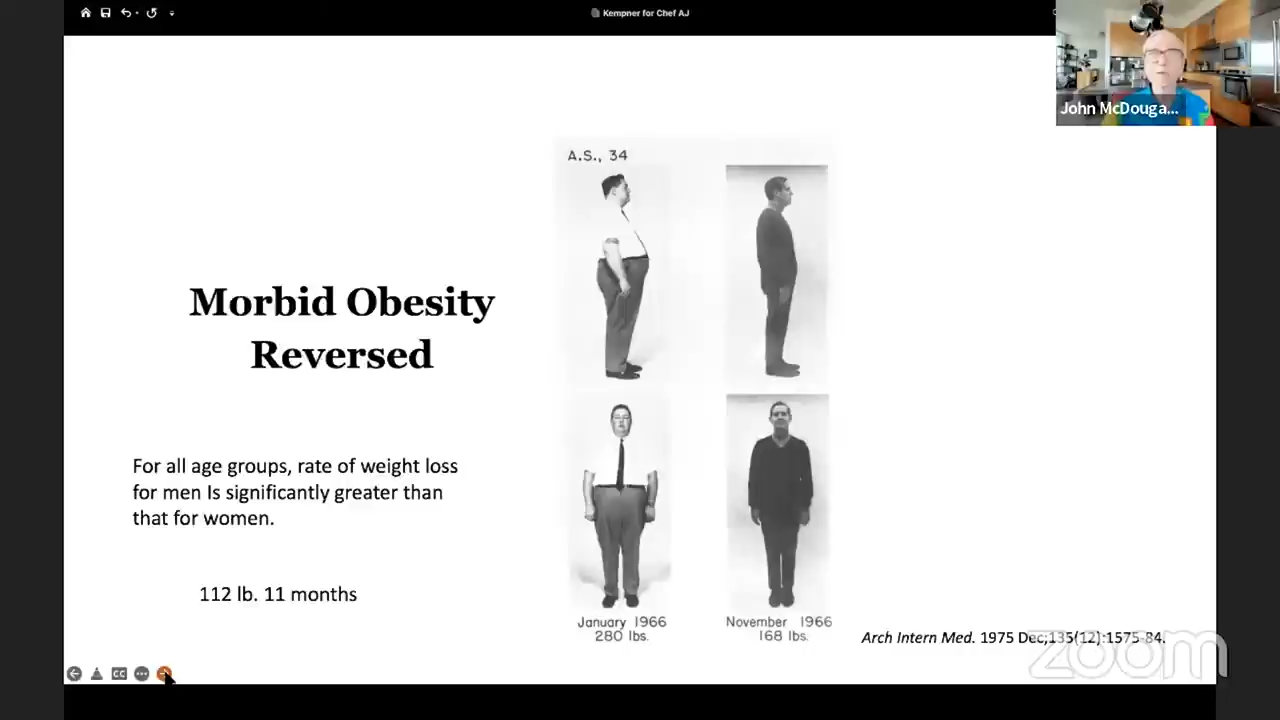 Kempner for Chef AJ
John McDouga...
A.S., 34
Morbid Obesity
Reversed
For all age groups, rate of weight loss
for men Is significantly greater than
that for women.
112 lb. 11 months
January 1966
280 lbs.
November 1966
168 lbs.
Arch Intern Med. 1975 Dec;135(12):1575-84.
zoom
CC